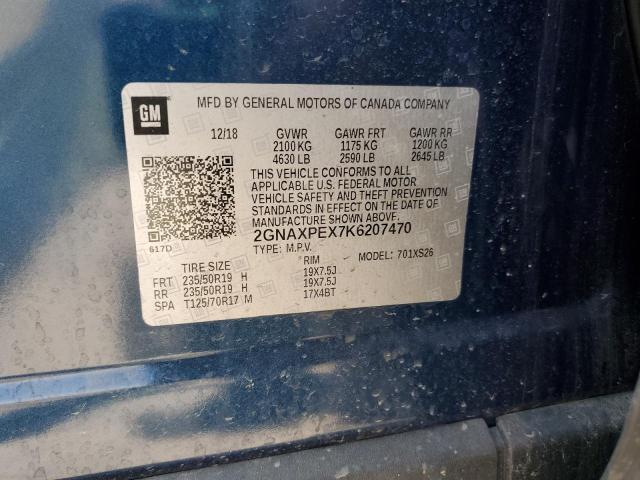 GM
MFD BY GENERAL MOTORS OF CANADA COMPANY
12/18 GVWR GAWR FRT GAWR RR
2100 KG 1175 KG 1200 KG
4630 LB 2590 LB 2645 LB
THIS VEHICLE CONFORMS TO ALL
APPLICABLE U.S. FEDERAL MOTOR
VEHICLE SAFETY AND THEFT PREVENTION
STANDARDS IN EFFECT ON THE DATE OF
MANUFACTURE SHOWN ABOVE.
617D 2GNAXPEX7K6207470
TYPE: M.P.V. MODEL: 701XS26
TIRE SIZE RIM
FRT 235/50R19 H 19X7.5J
RR 235/50R19 H 19X7.5J
SPA T125/70R17 M 17X4BT